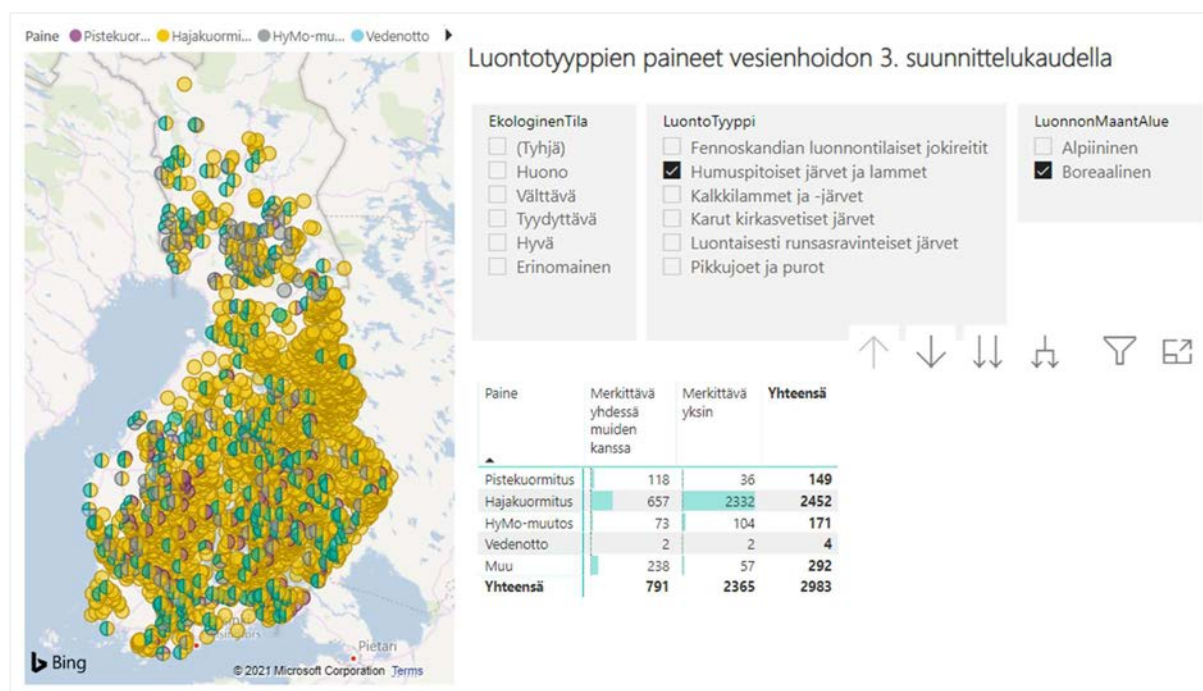 Paine Pistekuor... Hajakuormi... HyMo-mu... Vedenotto
Luontotyyppien paineet vesienhoidon 3. suunnittelukaudella
EkologinenTila
(Tyhjä)
Huono
Välttävä
Tyydyttävä
Hyvä
Erinomainen
LuontoTyyppi
Fennoskandian luonnontilaiset jokireitit
Humuspitoiset järvet ja lammet
Kalkkilammet ja -järvet
Karut kirkasvetiset järvet
Luontaisesti runsasravinteiset järvet
Pikkujoet ja purot
LuonnonMaantAlue
Alpiininen
Boreaalinen
Paine Merkittävä yhdessä muiden kanssa Merkittävä yksin Yhteensä
Pistekuormitus 118 36 149
Hajakuormitus 657 2332 2452
HyMo-muutos 73 104 171
Vedenotto 2 2 4
Muu 238 57 292
Yhteensä 791 2365 2983
Pietari
Bing
© 2021 Microsoft Corporation Terms